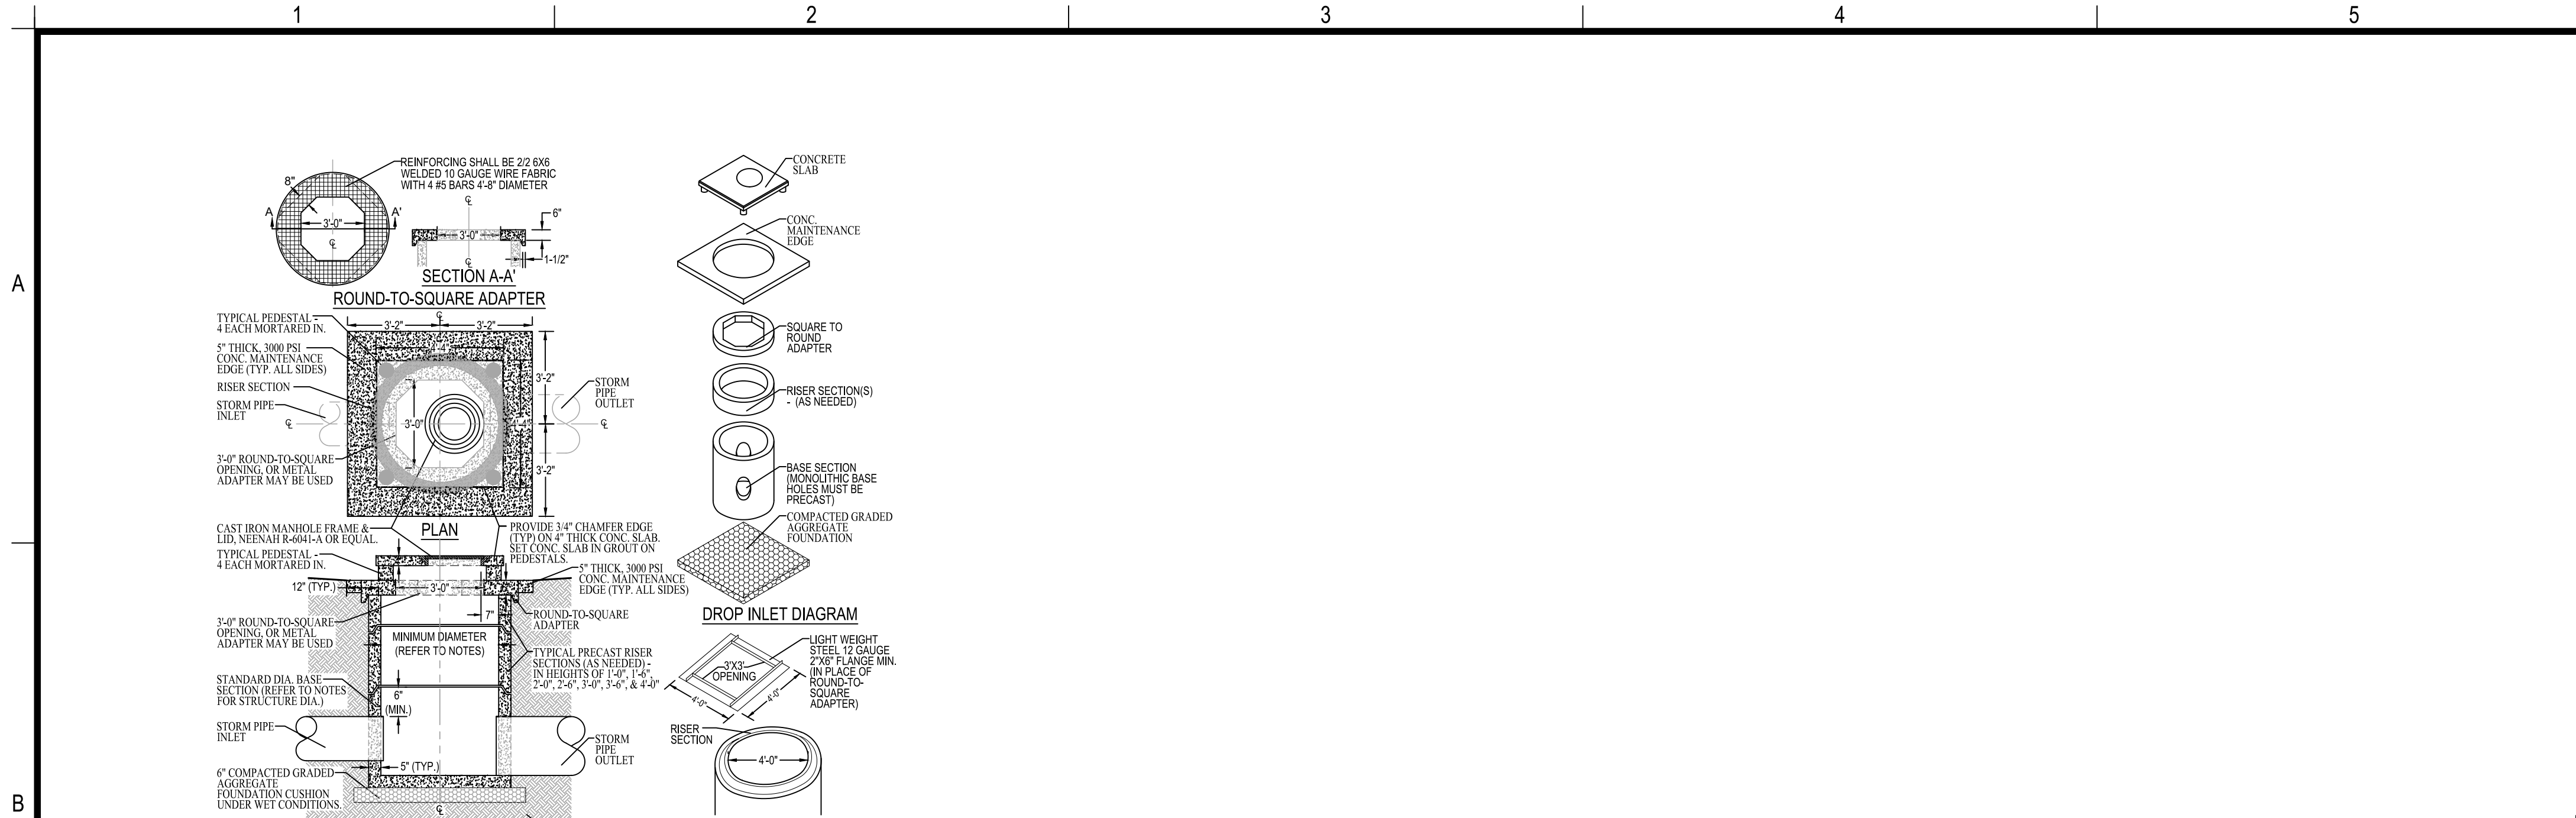 1
2
3
4
5
A
B
REINFORCING SHALL BE 2/2 6X6
WELDED 10 GAUGE WIRE FABRIC
WITH 4 #5 BARS 4'-8" DIAMETER
8"
A
A'
3'-0"
℄
℄
6"
3'-0"
℄
1-1/2"
SECTION A-A'
ROUND-TO-SQUARE ADAPTER
TYPICAL PEDESTAL -
4 EACH MORTARED IN.
5" THICK, 3000 PSI
CONC. MAINTENANCE
EDGE (TYP. ALL SIDES)
RISER SECTION
STORM PIPE
INLET
℄
3'-0" ROUND-TO-SQUARE
OPENING, OR METAL
ADAPTER MAY BE USED
℄
3'-2"
3'-2"
3'-2"
3'-0"
3'-2"
STORM
PIPE
OUTLET
℄
CAST IRON MANHOLE FRAME &
LID, NEENAH R-6041-A OR EQUAL.
PLAN
PROVIDE 3/4" CHAMFER EDGE
(TYP) ON 4" THICK CONC. SLAB.
SET CONC. SLAB IN GROUT ON
PEDESTALS.
TYPICAL PEDESTAL -
4 EACH MORTARED IN.
12" (TYP.)
3'-0"
5" THICK, 3000 PSI
CONC. MAINTENANCE
EDGE (TYP. ALL SIDES)
7"
ROUND-TO-SQUARE
ADAPTER
3'-0" ROUND-TO-SQUARE
OPENING, OR METAL
ADAPTER MAY BE USED
MINIMUM DIAMETER
(REFER TO NOTES)
TYPICAL PRECAST RISER
SECTIONS (AS NEEDED) -
IN HEIGHTS OF 1'-0", 1'-6",
2'-0", 2'-6", 3'-0", 3'-6", & 4'-0"
STANDARD DIA. BASE
SECTION (REFER TO NOTES
FOR STRUCTURE DIA.)
6"
(MIN.)
STORM PIPE
INLET
STORM
PIPE
OUTLET
5" (TYP.)
6" COMPACTED GRADED
AGGREGATE
FOUNDATION CUSHION
UNDER WET CONDITIONS.
℄
CONCRETE
SLAB
CONC.
MAINTENANCE
EDGE
SQUARE TO
ROUND
ADAPTER
RISER SECTION(S)
- (AS NEEDED)
BASE SECTION
(MONOLITHIC BASE
HOLES MUST BE
PRECAST)
COMPACTED GRADED
AGGREGATE
FOUNDATION
DROP INLET DIAGRAM
LIGHT WEIGHT
STEEL 12 GAUGE
2"X6" FLANGE MIN.
(IN PLACE OF
ROUND-TO-
SQUARE
ADAPTER)
3'X3'
OPENING
4'-0"
4'-0"
RISER
SECTION
4'-0"